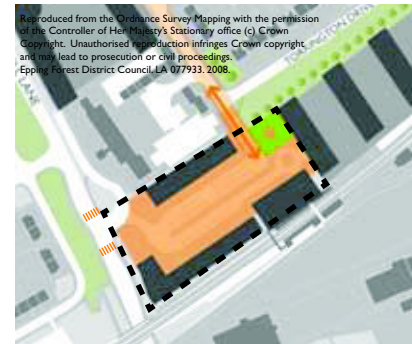 Reproduced from the Ordnance Survey Mapping with the permission
of the Controller of Her Majesty's Stationary office (c) Crown
Copyright. Unauthorised reproduction infringes Crown copyright
and may lead to prosecution or civil proceedings.
Epping Forest District Council, LA 077933. 2008.
LANE